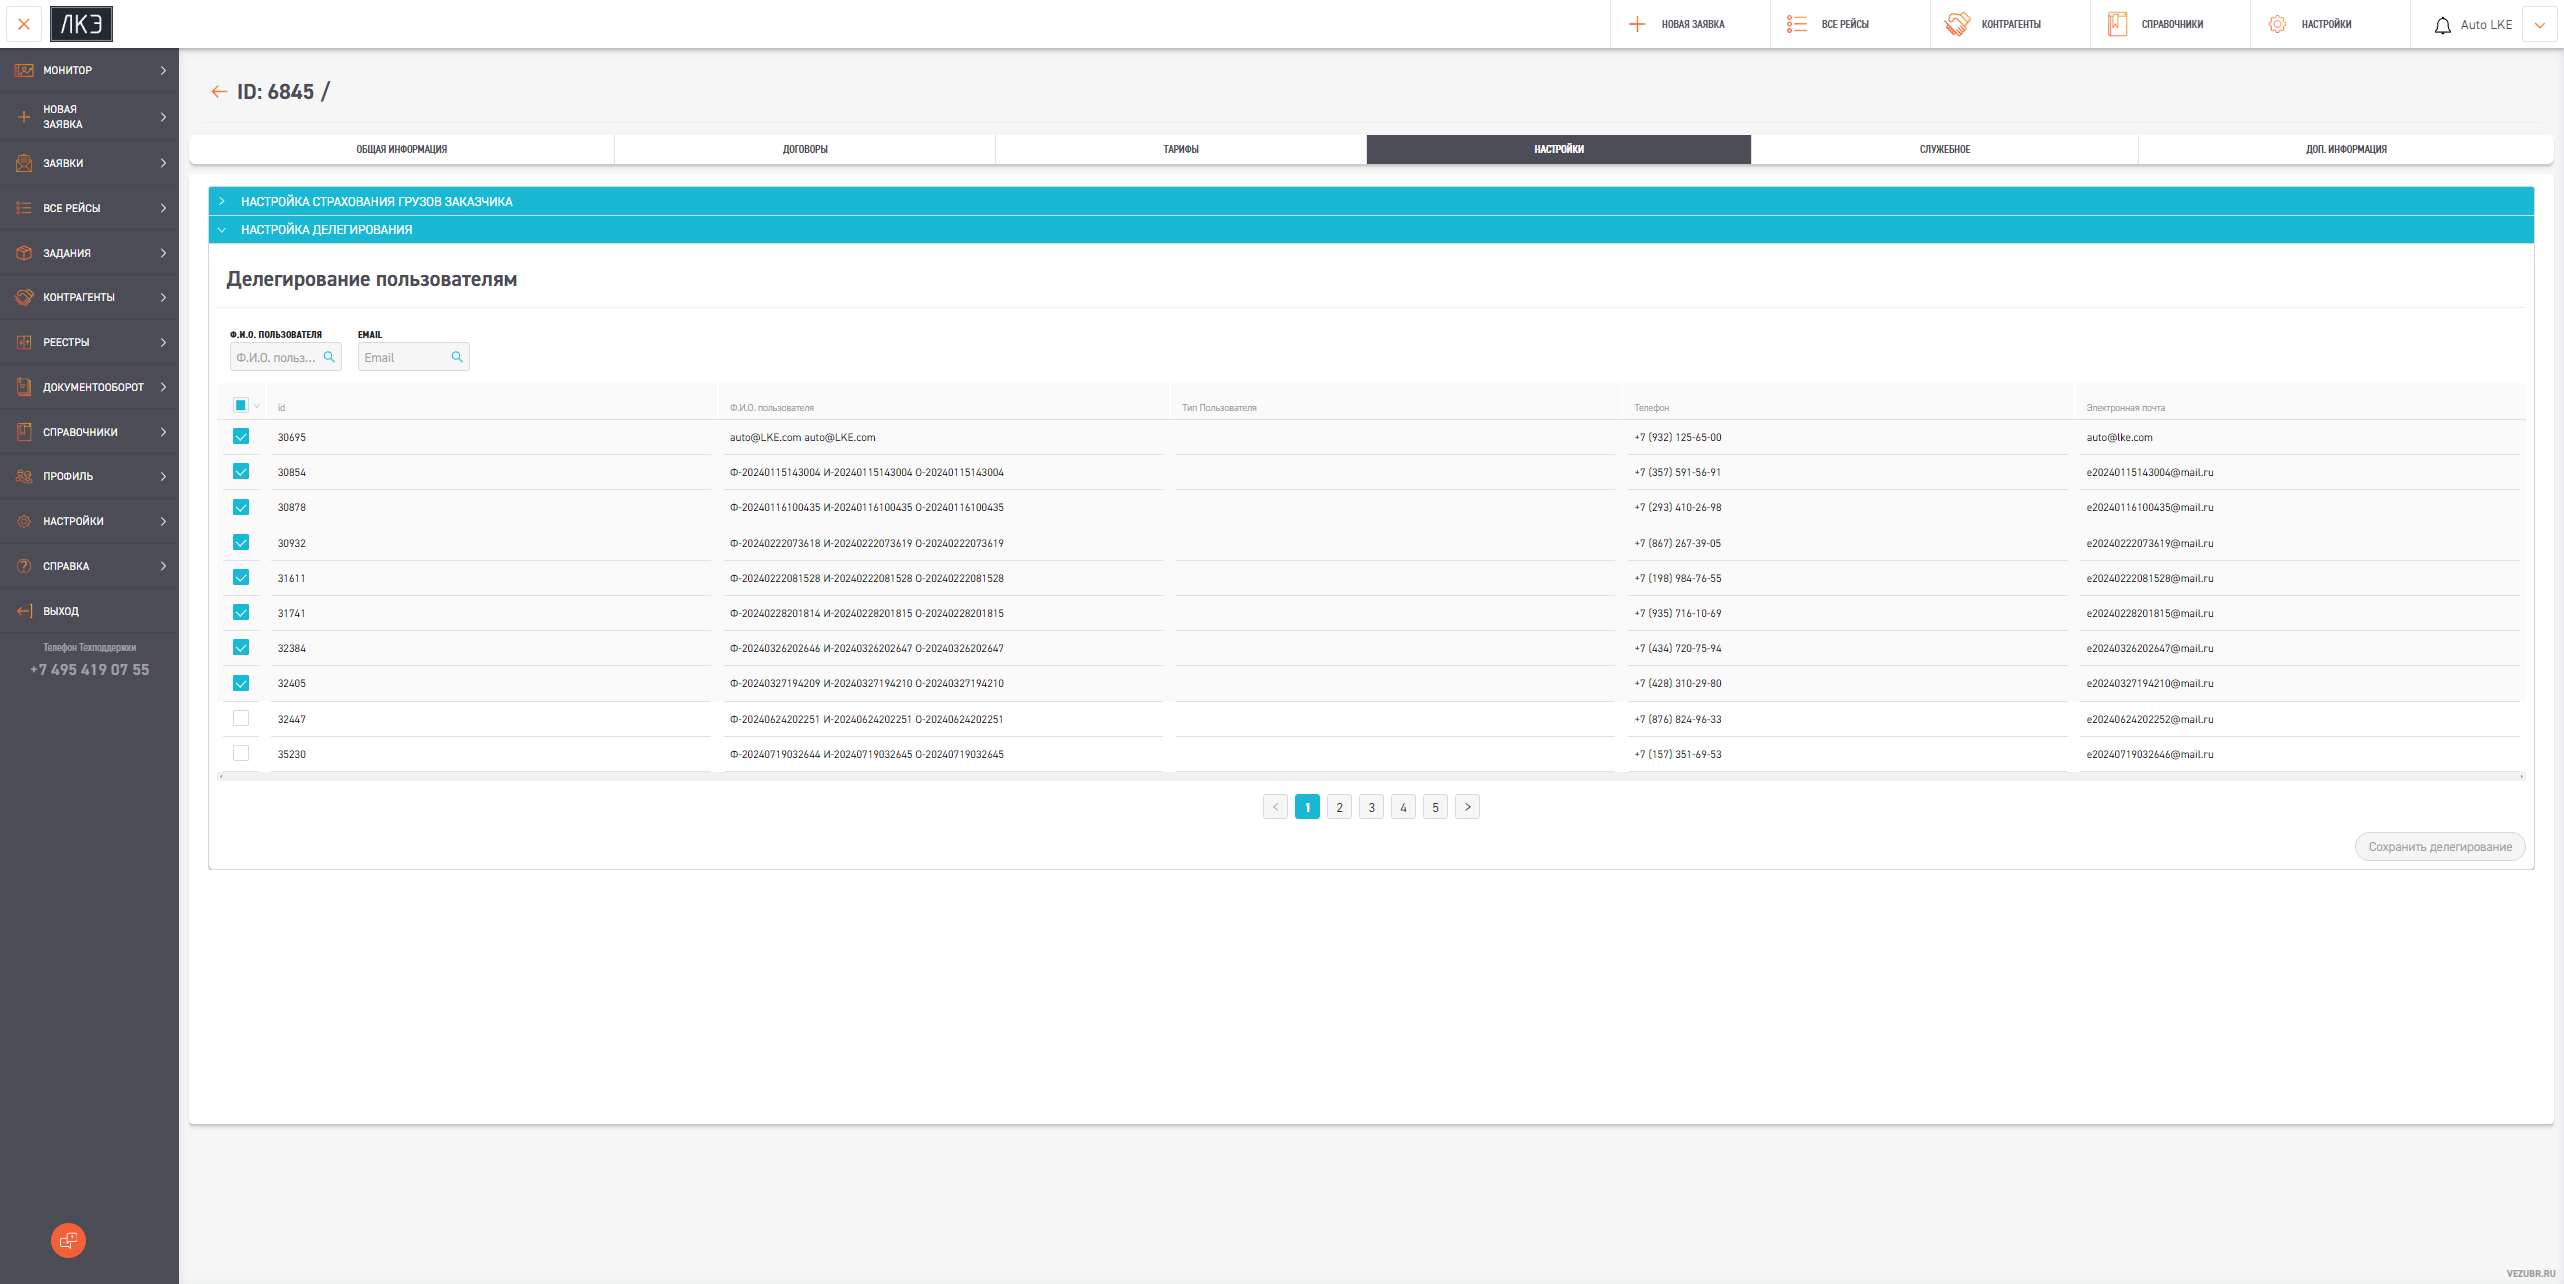 ЛКЭ
НОВАЯ ЗАЯВКА
ВСЕ РЕЙСЫ
КОНТРАГЕНТЫ
СПРАВОЧНИКИ
НАСТРОЙКИ
Auto LKE
МОНИТОР
НОВАЯ
ЗАЯВКА
ЗАЯВКИ
ВСЕ РЕЙСЫ
ЗАДАНИЯ
КОНТРАГЕНТЫ
РЕЕСТРЫ
ДОКУМЕНТООБОРОТ
СПРАВОЧНИКИ
ПРОФИЛЬ
НАСТРОЙКИ
СПРАВКА
ВЫХОД
Телефон Техподдержки
+7 495 419 07 55
ID: 6845 /
ОБЩАЯ ИНФОРМАЦИЯ
ДОГОВОРЫ
ТАРИФЫ
НАСТРОЙКИ
СЛУЖЕБНОЕ
ДОП. ИНФОРМАЦИЯ
НАСТРОЙКА СТРАХОВАНИЯ ГРУЗОВ ЗАКАЗЧИКА
НАСТРОЙКА ДЕЛЕГИРОВАНИЯ
Делегирование пользователям
Ф.И.О. ПОЛЬЗОВАТЕЛЯ EMAIL
Ф.И.О. польз... Email
id Ф.И.О. пользователя Тип Пользователя Телефон Электронная почта
30695 auto@LKE.com auto@LKE.com +7 (932) 125-65-00 auto@lke.com
30854 Ф-20240115143004 И-20240115143004 О-20240115143004 +7 (357) 591-56-91 e20240115143004@mail.ru
30878 Ф-20240116100435 И-20240116100435 О-20240116100435 +7 (293) 410-26-98 e20240116100435@mail.ru
30932 Ф-20240222073618 И-20240222073619 О-20240222073619 +7 (867) 267-39-05 e20240222073619@mail.ru
31611 Ф-20240222081528 И-20240222081528 О-20240222081528 +7 (198) 984-76-55 e20240222081528@mail.ru
31741 Ф-20240228201814 И-20240228201815 О-20240228201815 +7 (935) 716-10-69 e20240228201815@mail.ru
32384 Ф-20240326202646 И-20240326202647 О-20240326202647 +7 (434) 720-75-94 e20240326202647@mail.ru
32405 Ф-20240327194209 И-20240327194210 О-20240327194210 +7 (428) 310-29-80 e20240327194210@mail.ru
32447 Ф-20240624202251 И-20240624202251 О-20240624202251 +7 (876) 824-96-33 e20240624202252@mail.ru
35230 Ф-20240719032644 И-20240719032645 О-20240719032645 +7 (157) 351-69-53 e20240719032646@mail.ru
1 2 3 4 5
Сохранить делегирование
VEZUBR.RU